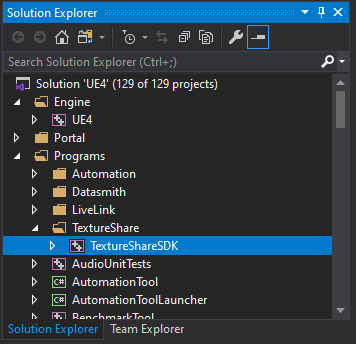 Solution Explorer
Search Solution Explorer (Ctrl+;)
Solution 'UE4' (129 of 129 projects)
Engine
UE4
Portal
Programs
Automation
Datasmith
LiveLink
TextureShare
TextureShareSDK
AudioUnitTests
C# AutomationTool
C# AutomationToolLauncher
BenchmarkTool
Solution Explorer Team Explorer